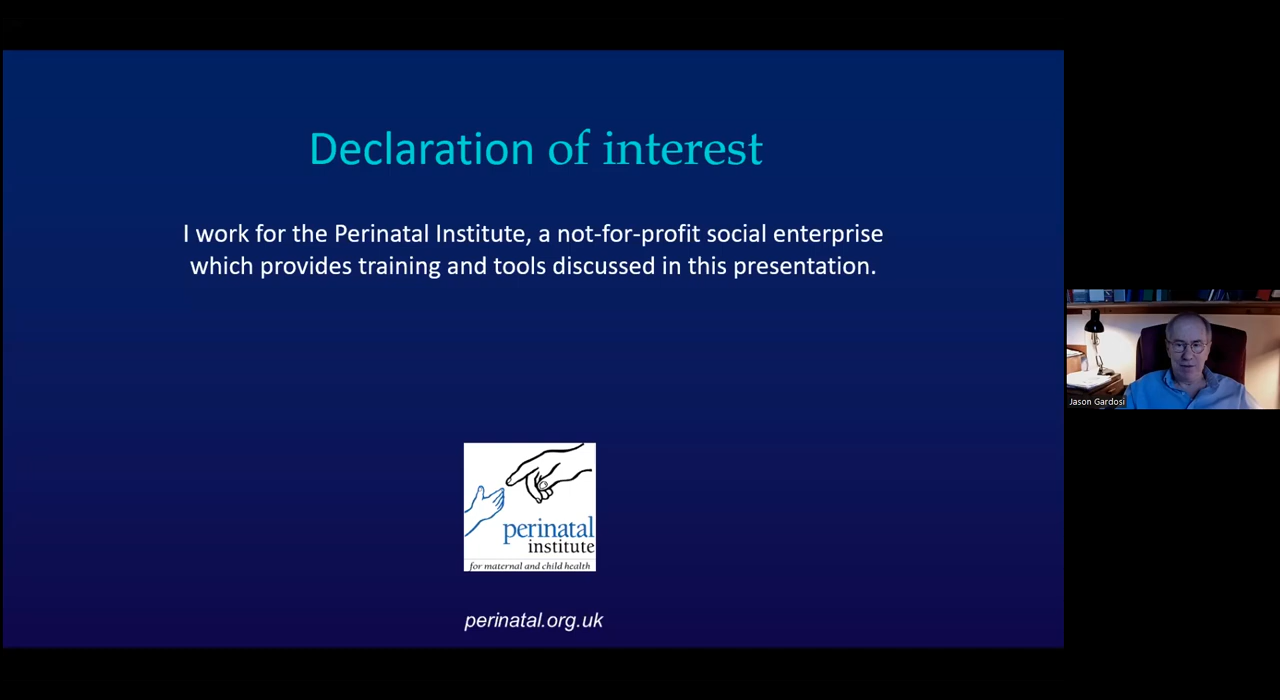 Declaration of interest
I work for the Perinatal Institute, a not-for-profit social enterprise
which provides training and tools discussed in this presentation.
perinatal
institute
for maternal and child health
perinatal.org.uk
Jason Gardosi